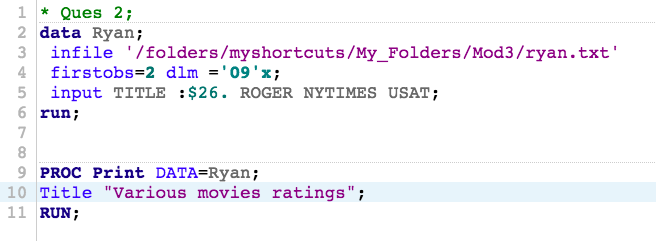 1 * Ques 2;
2 data Ryan;
3 infile '/folders/myshortcuts/My_Folders/Mod3/ryan.txt'
4 firstobs=2 dlm ='09'x;
5 input TITLE :$26. ROGER NYTIMES USAT;
6 run;
7
8
9 PROC Print DATA=Ryan;
10 Title "Various movies ratings";
11 RUN;